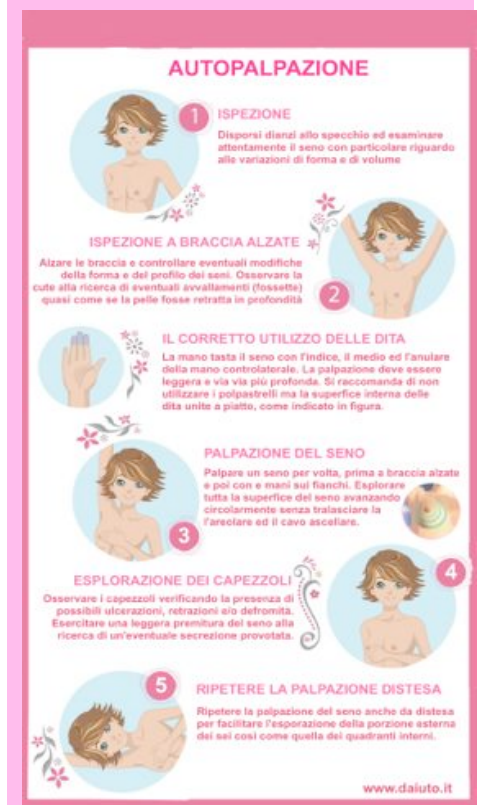 AUTOPALPAZIONE
1
ISPEZIONE
Disporsi dianzi allo specchio ed esaminare
attentamente il seno con particolare riguardo
alle variazioni di forma e di volume
ISPEZIONE A BRACCIA ALZATE
Alzare le braccia e controllare eventuali modifiche
della forma e del profilo dei seni. Osservare la
cute alla ricerca di eventuali avvallamenti (fossette)
quasi come se la pelle fosse retratta in profondità
2
IL CORRETTO UTILIZZO DELLE DITA
La mano tasta il seno con l'indice, il medio ed l'anulare
della mano controlaterale. La palpazione deve essere
leggera e via via più profonda. Si raccomanda di non
utilizzare i polpastrelli ma la superfice interna delle
dita unite a piatto, come indicato in figura.
PALPAZIONE DEL SENO
Palpare un seno per volta, prima a braccia alzate
e poi con e mani sui fianchi. Esplorare
tutta la superfice del seno avanzando
circolarmente senza tralasciare la
l'areolare ed il cavo ascellare.
3
4
ESPLORAZIONE DEI CAPEZZOLI
Osservare i capezzoli verificando la presenza di
possibili ulcerazioni, retrazioni e/o defromità.
Esercitare una leggera premitura del seno alla
ricerca di un'eventuale secrezione provotata.
5
RIPETERE LA PALPAZIONE DISTESA
Ripetere la palpazione del seno anche da distesa
per facilitare l'esporazione della porzione esterna
dei sei cosi come quella dei quadranti interni.
www.daiuto.it